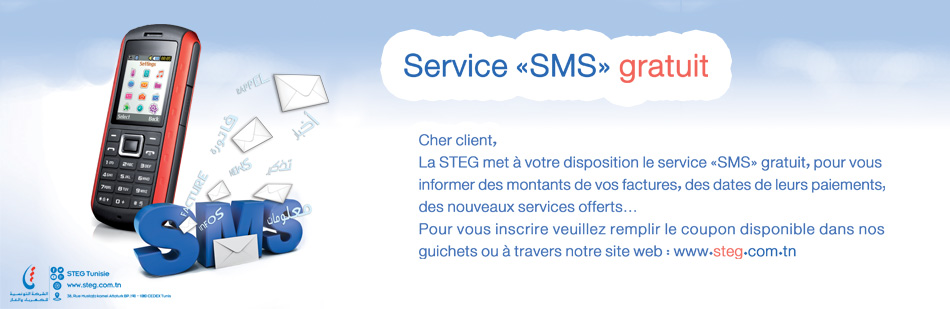 Service «SMS» gratuit
Cher client,
La STEG met à votre disposition le service «SMS» gratuit, pour vous
informer des montants de vos factures, des dates de leurs paiements,
des nouveaux services offerts...
Pour vous inscrire veuillez remplir le coupon disponible dans nos
guichets ou à travers notre site web : www.steg.com.tn
Settings
Select Back
RAPPEL
فاتورة
أخبار
NEWS
تذكير
FACTURE
INFOS
معلومات
SMS
STEG Tunisie
www.steg.com.tn
38, Rue Mustafa Kamel Attaturk BP.190 - 1080 CEDEX Tunis
الشركة التونسية
للكهرباء والغاز